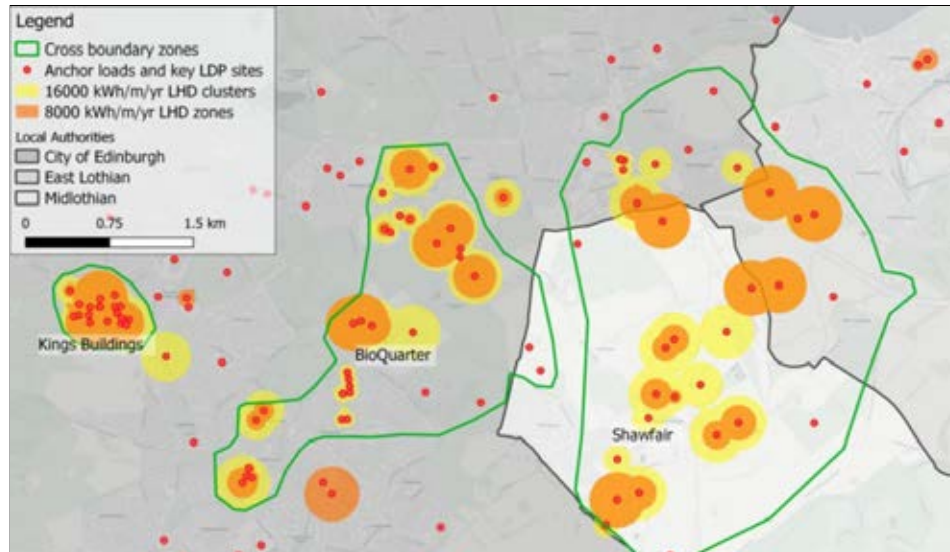 Legend
Cross boundary zones
Anchor loads and key LDP sites
16000 kWh/m/yr LHD clusters
8000 kWh/m/yr LHD zones
Local Authorities
City of Edinburgh
East Lothian
Midlothian
0 0.75 1.5 km
Kings Buildings
BioQuarter
Shawfair